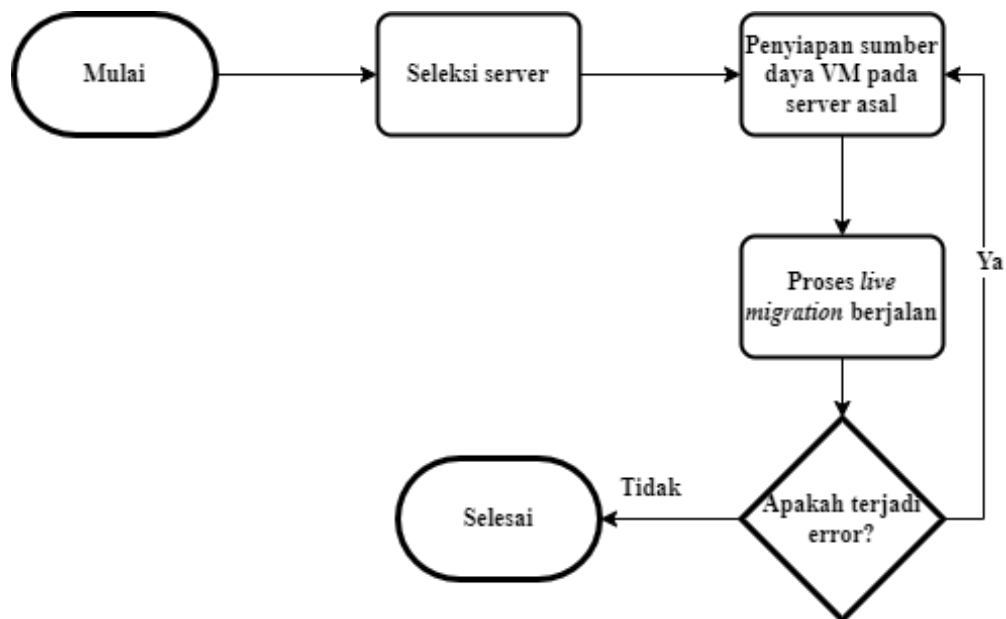 Mulai
Seleksi server
Penyiapan sumber
daya VM pada
server asal
Proses live
migration berjalan
Ya
Apakah terjadi
error?
Tidak
Selesai